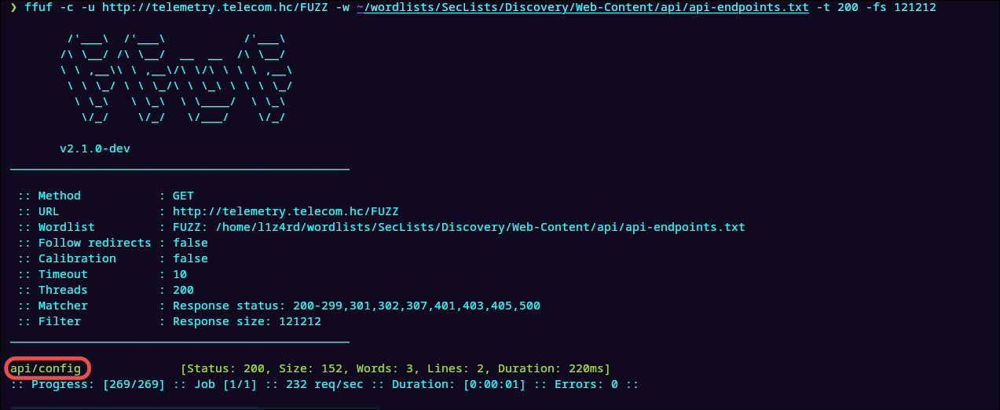 ❯ ffuf -c -u http://telemetry.telecom.hc/FUZZ -w ~/wordlists/SecLists/Discovery/Web-Content/api/api-endpoints.txt -t 200 -fs 121212
        /'___\  /'___\           /'___\
       /\ \__/ /\ \__/  __  __  /\ \__/
       \ \ ,__\\ \ ,__\/\ \/\ \ \ \ ,__\
        \ \ \_/ \ \ \_/\ \ \_\ \ \ \ \_/
         \ \_\   \ \_\  \ \____/  \ \_\
          \/_/    \/_/   \/___/    \/_/
v2.1.0-dev
________________________________________________
:: Method           : GET
:: URL              : http://telemetry.telecom.hc/FUZZ
:: Wordlist         : FUZZ: /home/l1z4rd/wordlists/SecLists/Discovery/Web-Content/api/api-endpoints.txt
:: Follow redirects : false
:: Calibration      : false
:: Timeout          : 10
:: Threads          : 200
:: Matcher          : Response status: 200-299,301,302,307,401,403,405,500
:: Filter           : Response size: 121212
________________________________________________
api/config              [Status: 200, Size: 152, Words: 3, Lines: 2, Duration: 220ms]
:: Progress: [269/269] :: Job [1/1] :: 232 req/sec :: Duration: [0:00:01] :: Errors: 0 ::